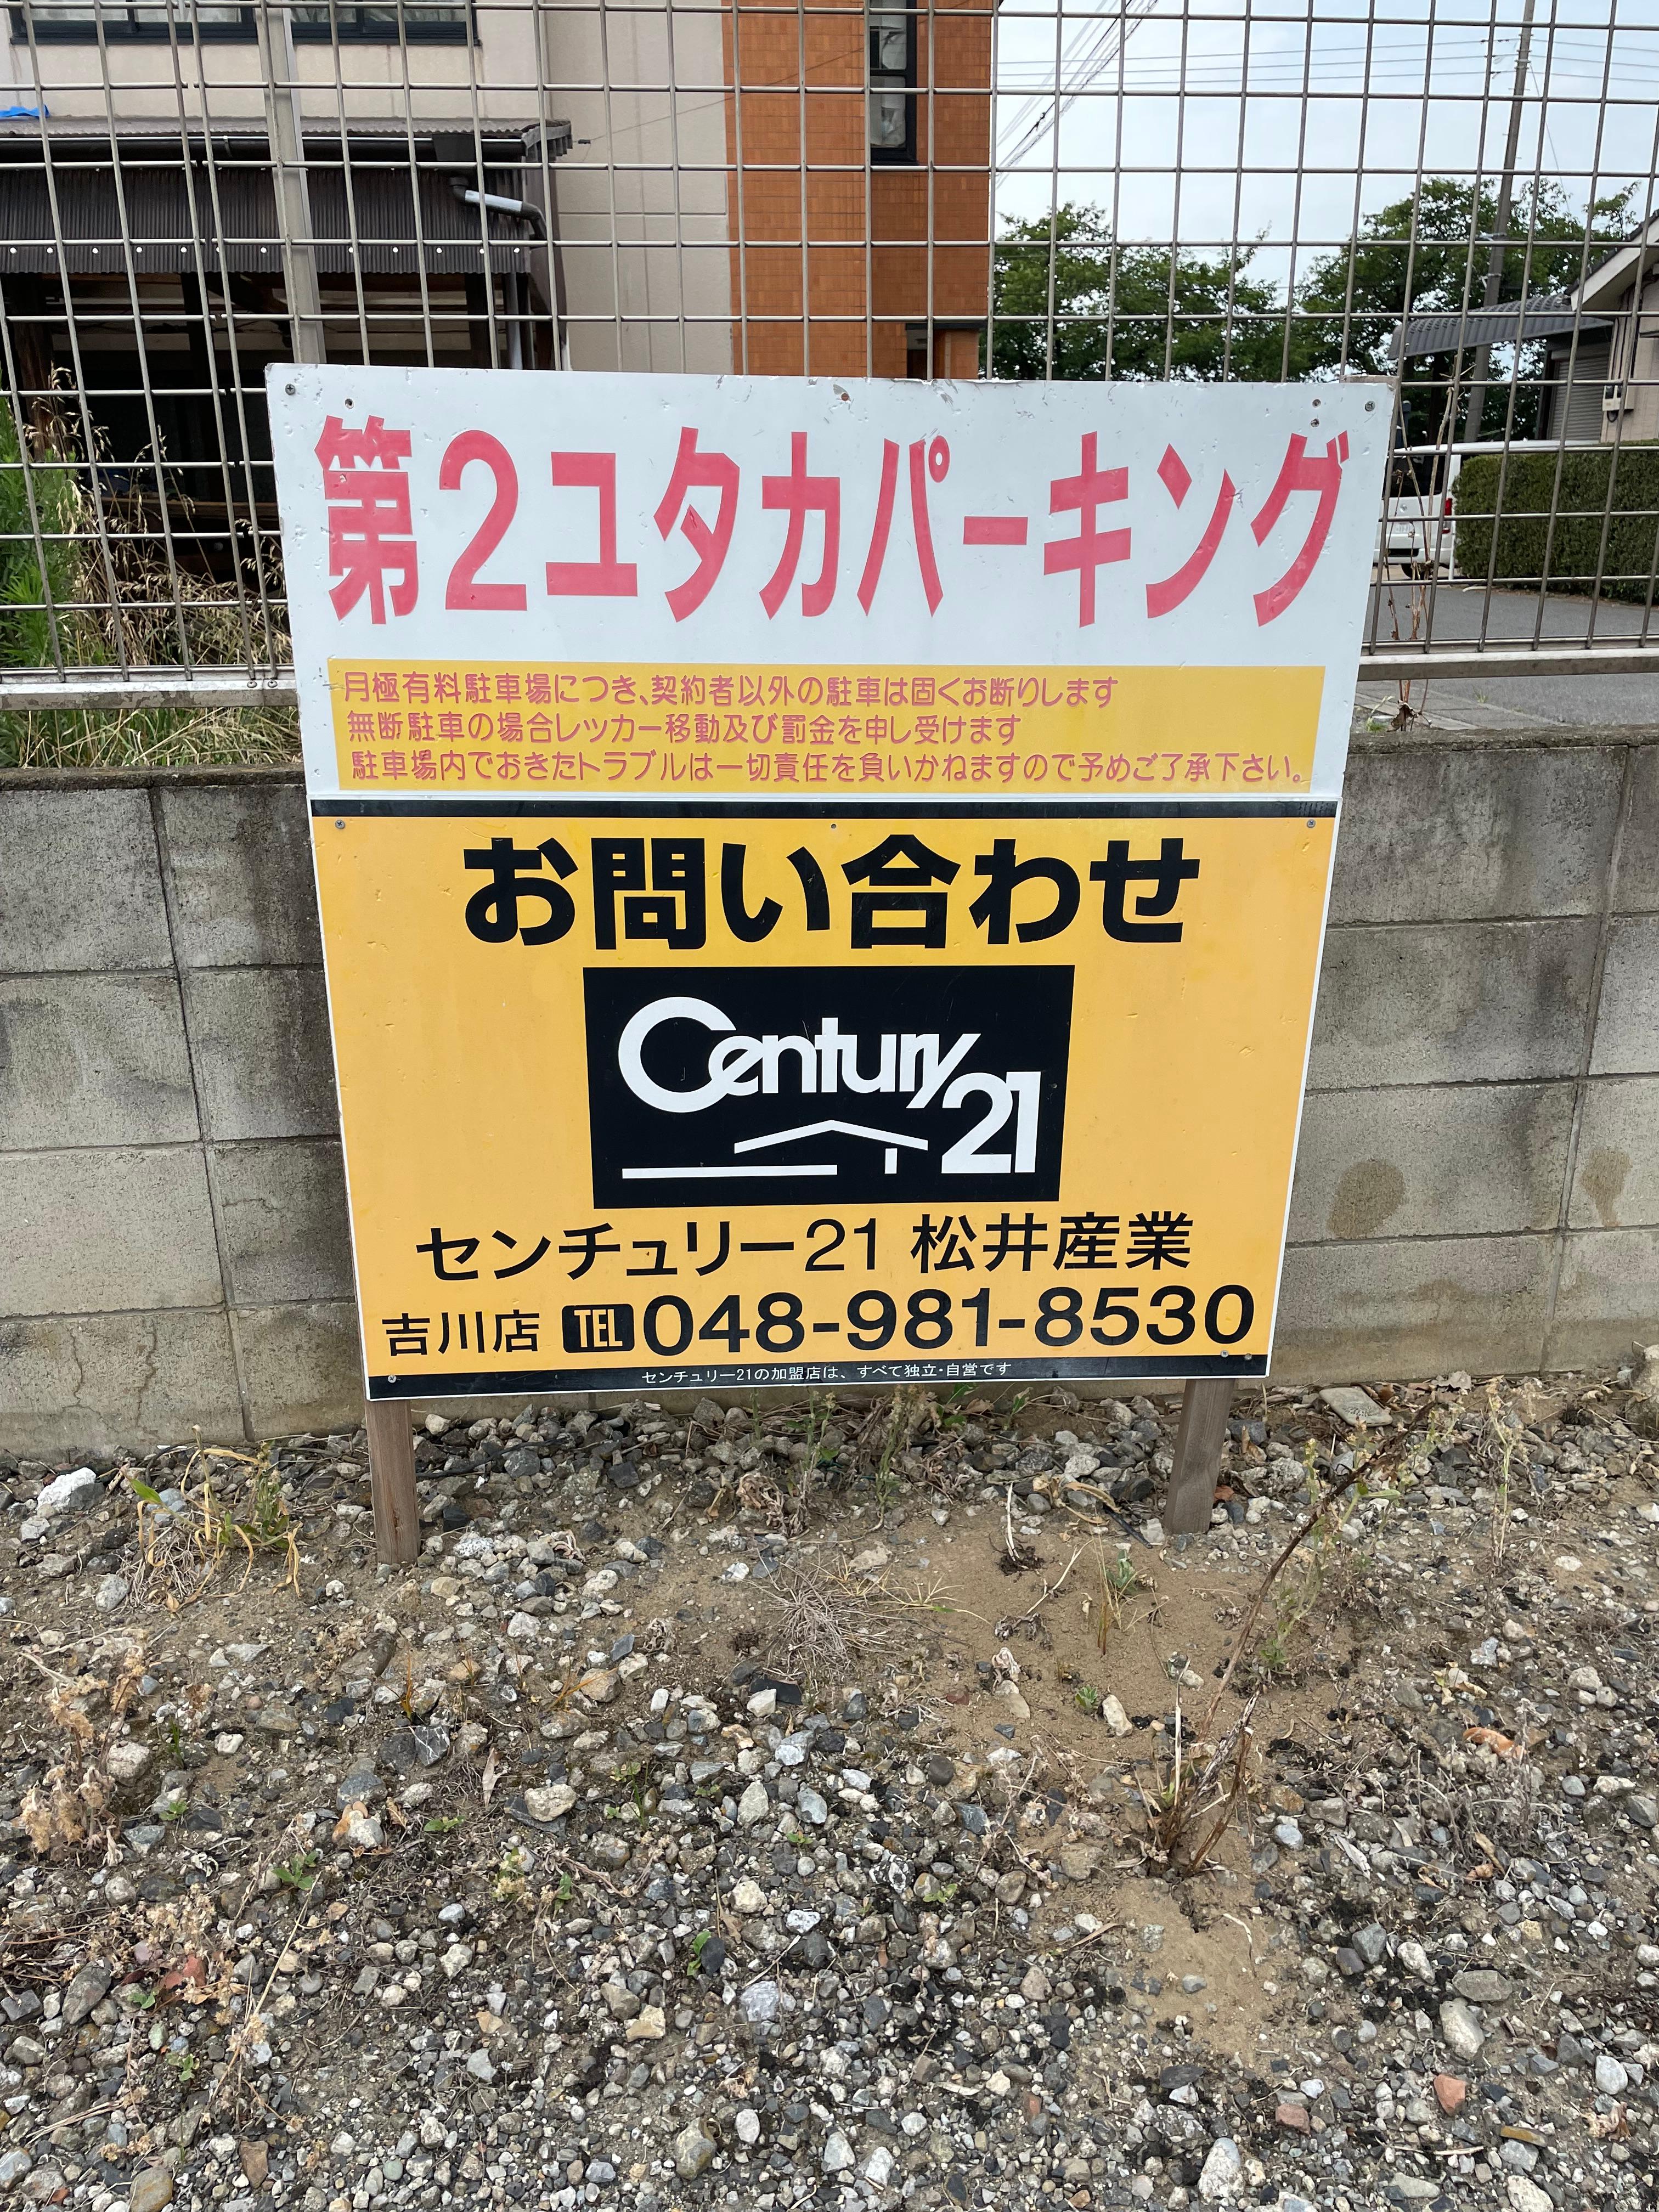 第2ユタカパーキング
月極有料駐車場につき、契約者以外の駐車は固くお断りします
無断駐車の場合レッカー移動及び罰金を申し受けます
駐車場内でおきたトラブルは一切責任を負いかねますので予めご了承下さい。
お問い合わせ
Century
21
センチュリー21 松井産業
吉川店 TEL 048-981-8530
センチュリー21の加盟店は、すべて独立・自営です